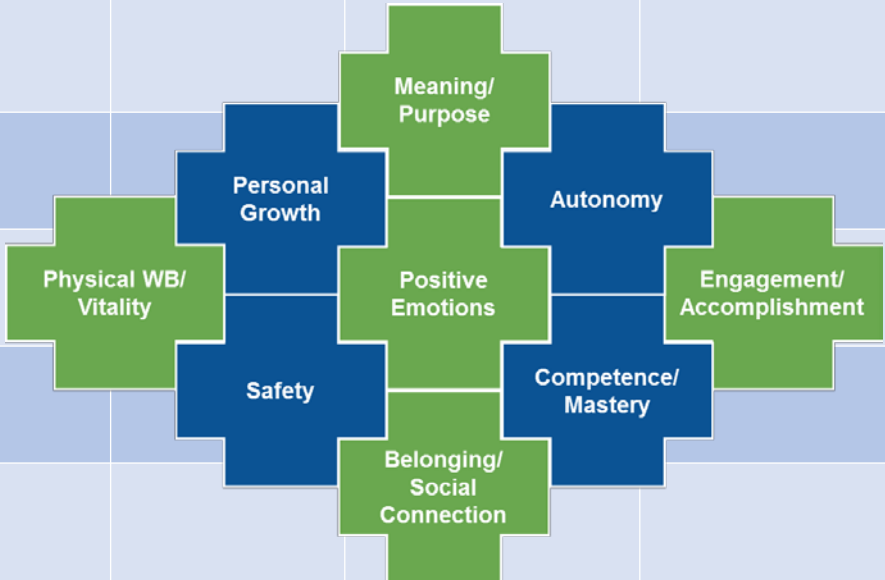 Meaning/
Purpose
Personal
Growth
Autonomy
Physical WB/
Vitality
Positive
Emotions
Engagement/
Accomplishment
Safety
Competence/
Mastery
Belonging/
Social
Connection